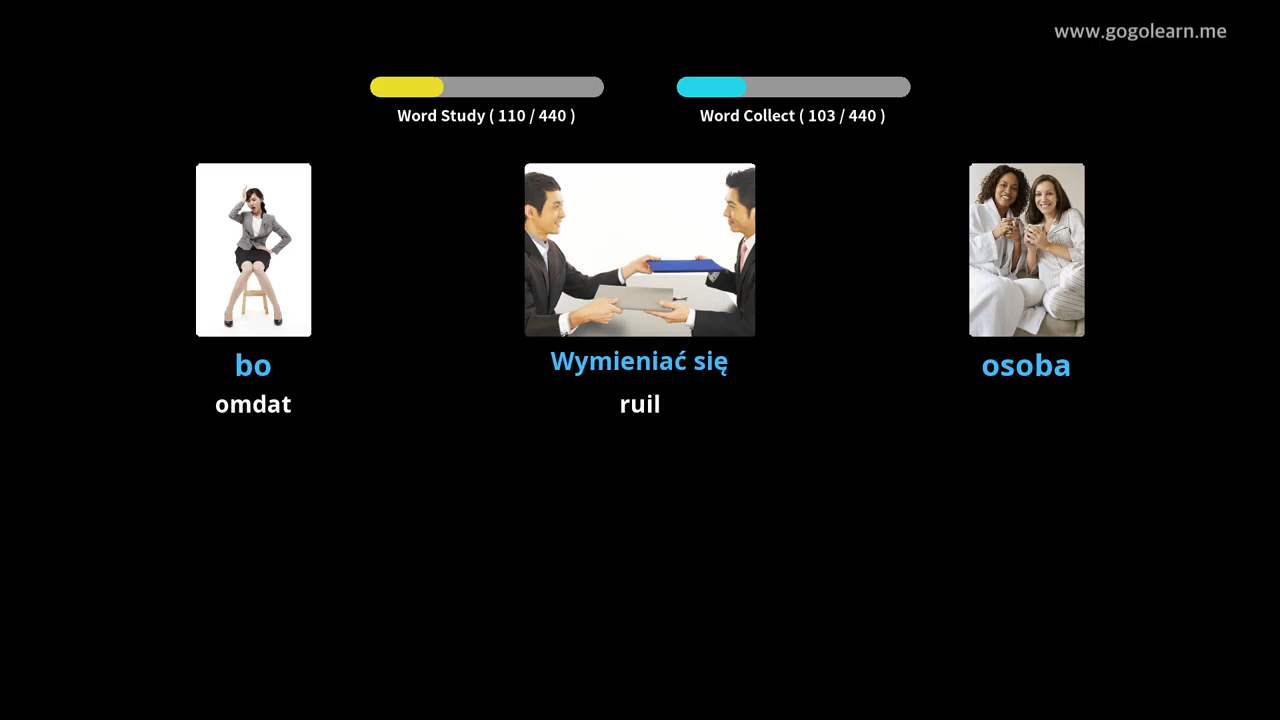 www.gogolearn.me
Word Study ( 110 / 440 )
Word Collect ( 103 / 440 )
bo
Wymieniać się
osoba
omdat
ruil